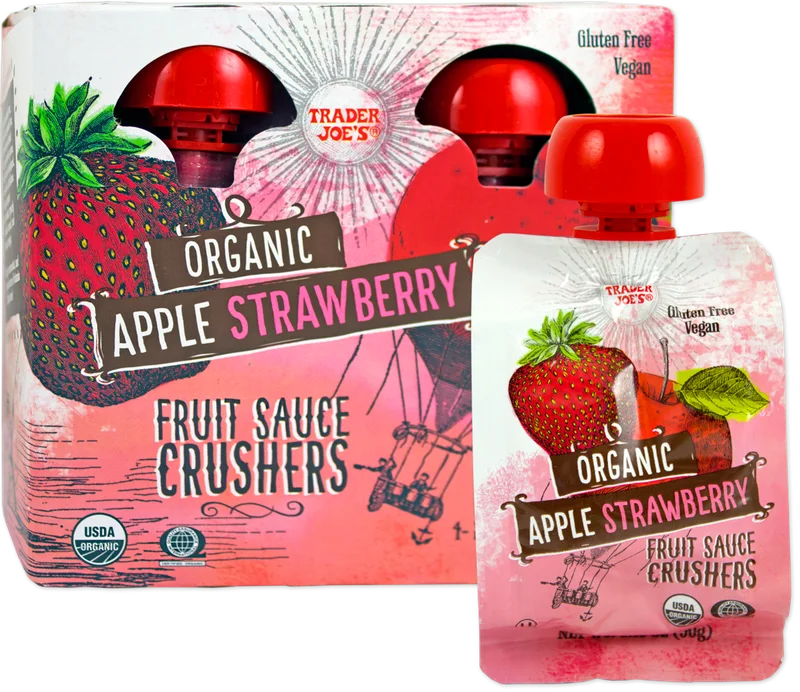 Gluten Free
Vegan
TRADER
JOE'S®
ORGANIC
APPLE STRAWBERRY
FRUIT SAUCE
CRUSHERS
USDA
ORGANIC
TRADER
JOE'S®
Gluten Free
Vegan
ORGANIC
APPLE STRAWBERRY
FRUIT SAUCE
CRUSHERS
USDA
ORGANIC
(90g)